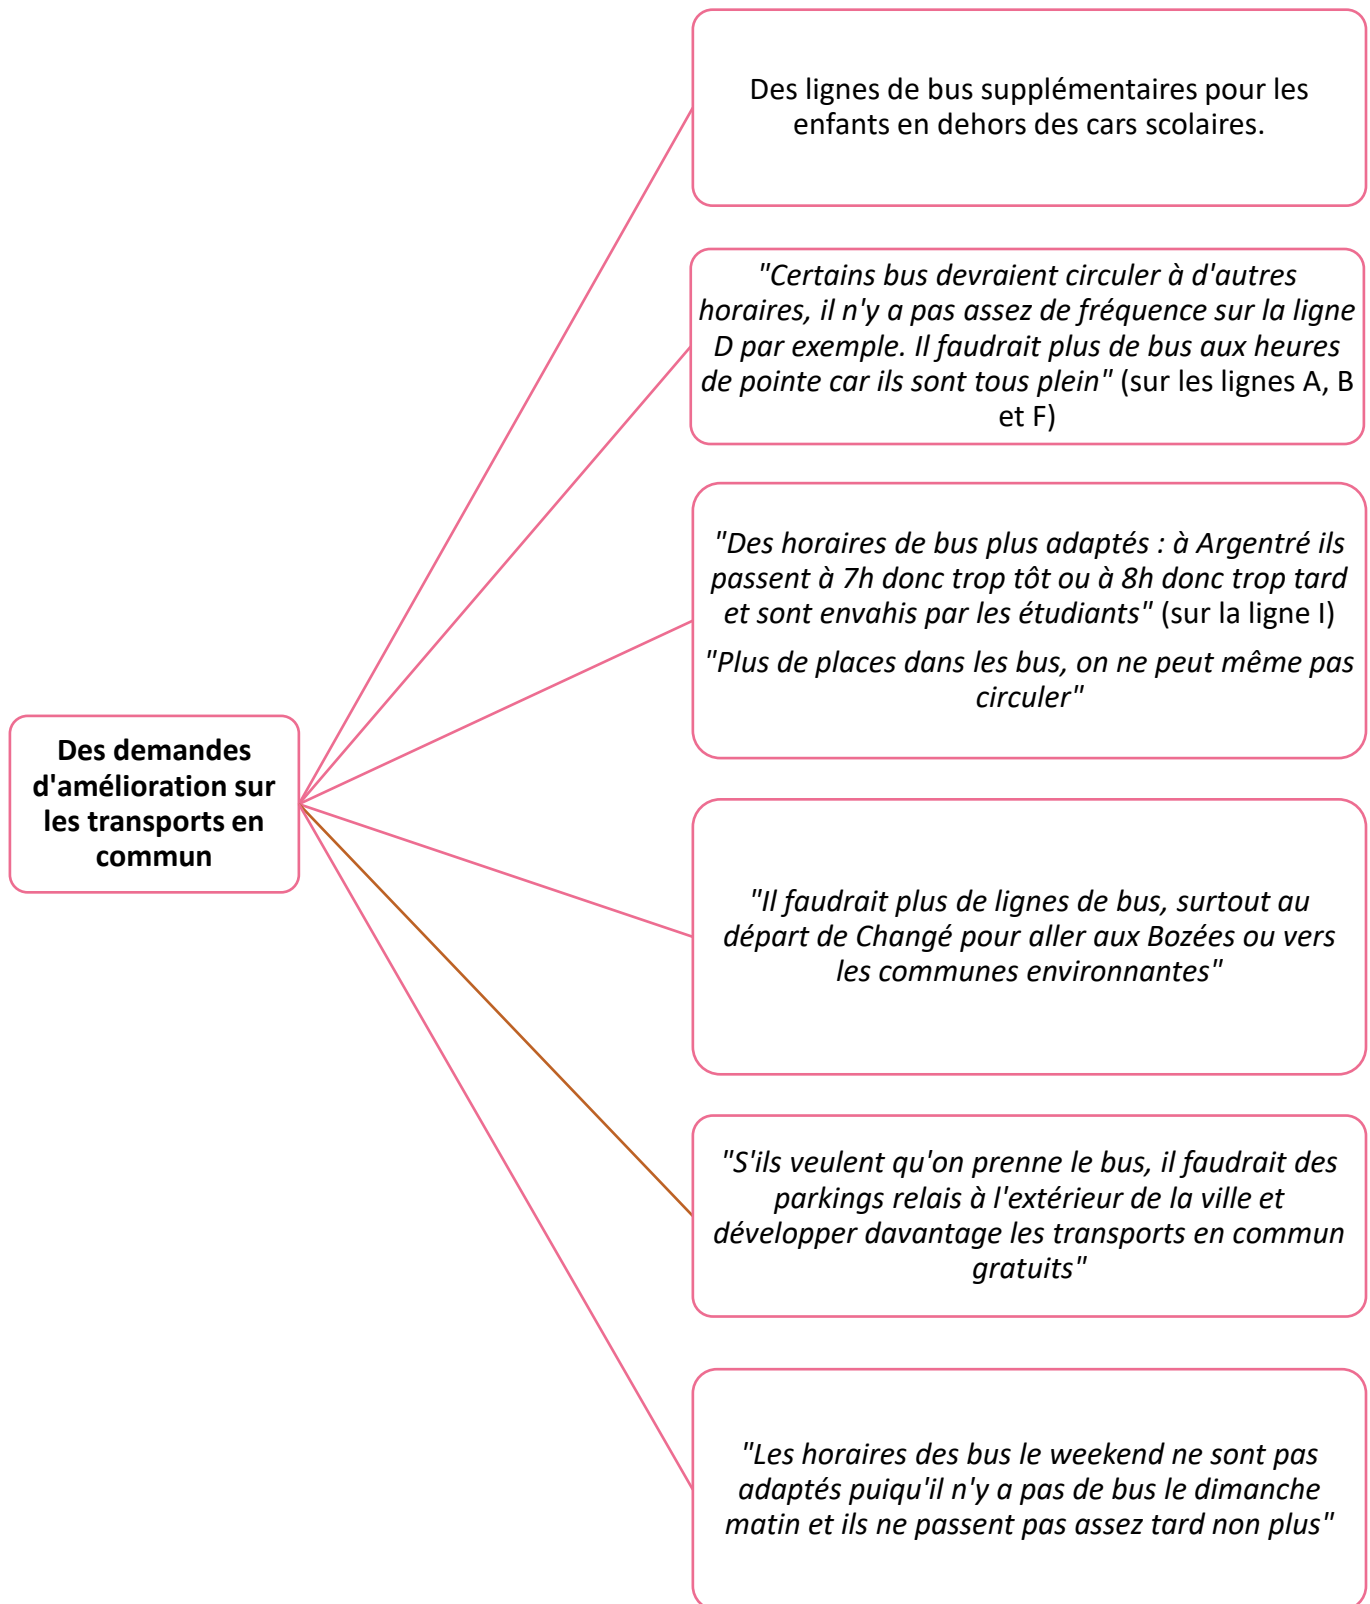 Des lignes de bus supplémentaires pour les
enfants en dehors des cars scolaires.
"Certains bus devraient circuler à d'autres
horaires, il n'y a pas assez de fréquence sur la ligne
D par exemple. Il faudrait plus de bus aux heures
de pointe car ils sont tous plein" (sur les lignes A, B
et F)
"Des horaires de bus plus adaptés : à Argentré ils
passent à 7h donc trop tôt ou à 8h donc trop tard
et sont envahis par les étudiants" (sur la ligne I)
"Plus de places dans les bus, on ne peut même pas
circuler"
Des demandes
d'amélioration sur
les transports en
commun
"Il faudrait plus de lignes de bus, surtout au
départ de Changé pour aller aux Bozées ou vers
les communes environnantes"
"S'ils veulent qu'on prenne le bus, il faudrait des
parkings relais à l'extérieur de la ville et
développer davantage les transports en commun
gratuits"
"Les horaires des bus le weekend ne sont pas
adaptés puiqu'il n'y a pas de bus le dimanche
matin et ils ne passent pas assez tard non plus"